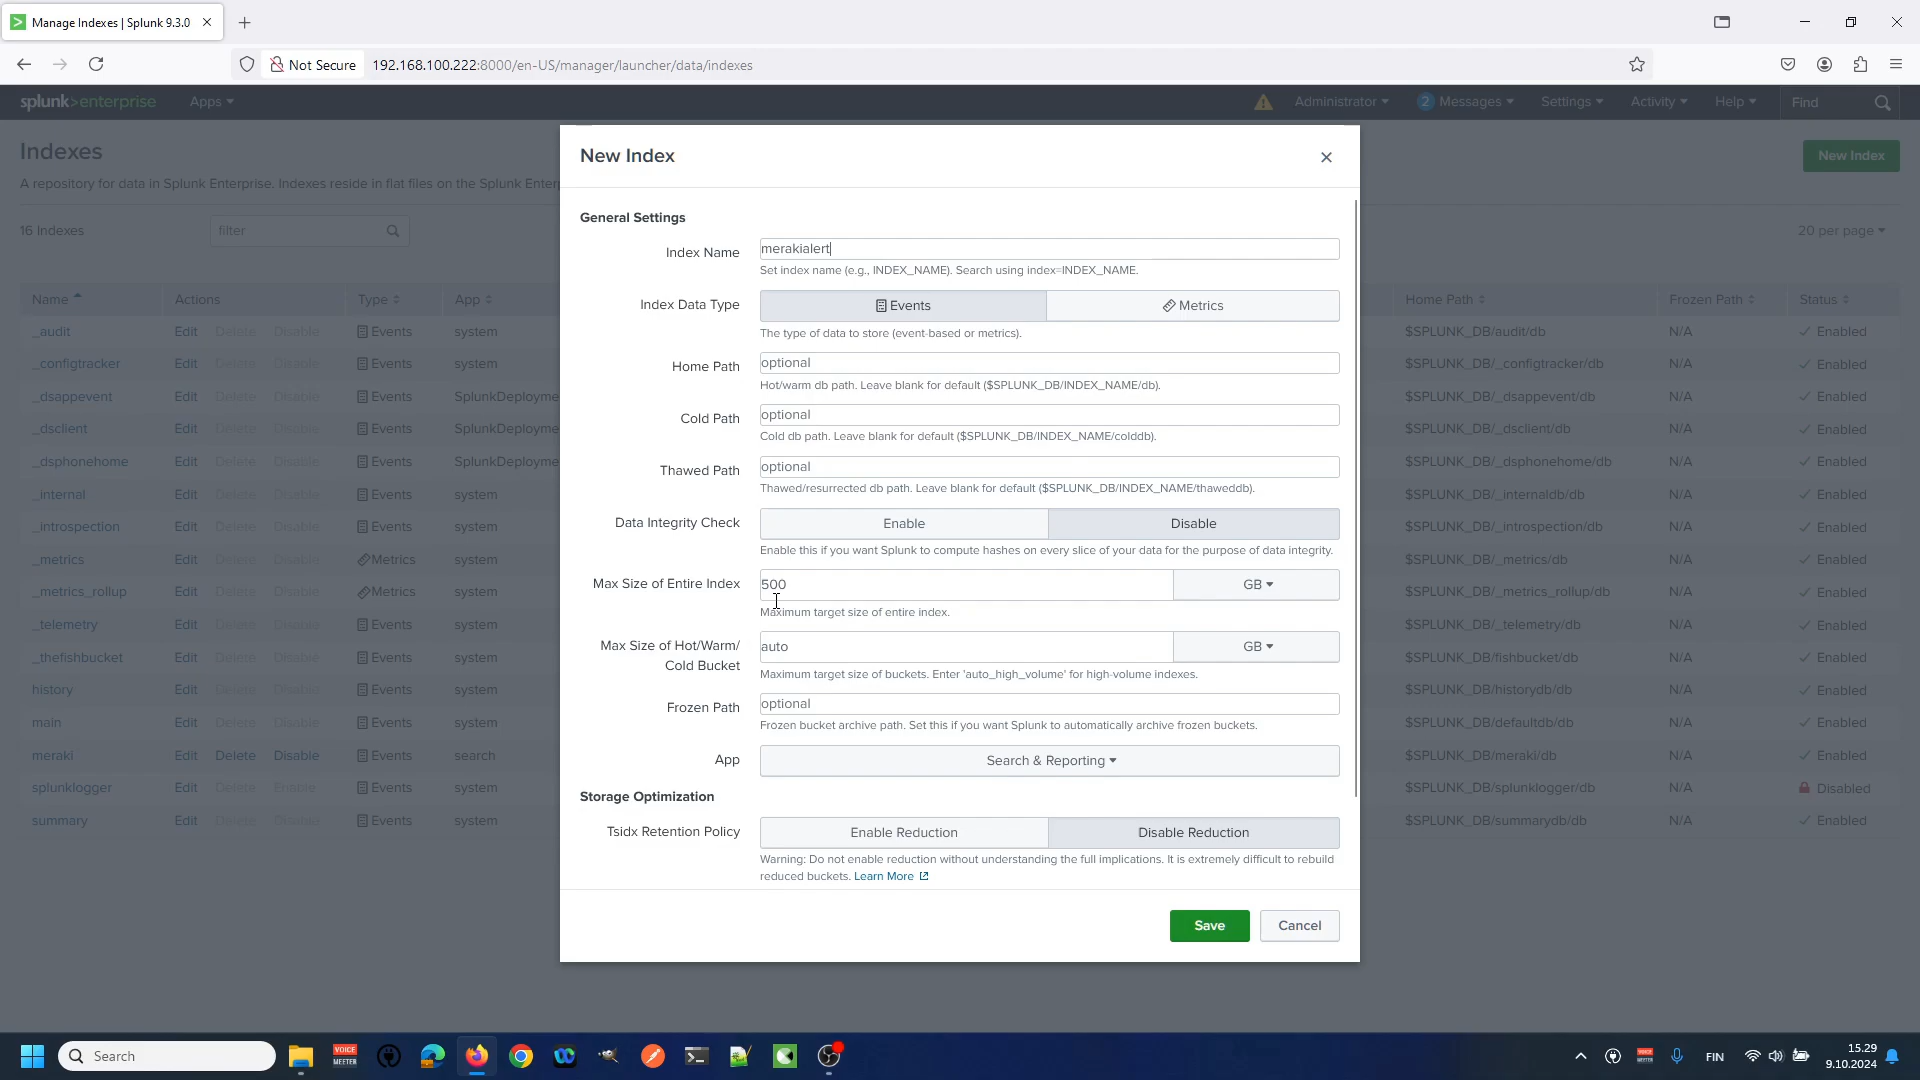 Manage Indexes | Splunk 9.3.0
Not Secure
192.168.100.222:8000/en-US/manager/launcher/data/indexes
splunk>enterprise
Apps
Administrator
2
Messages
Settings
Activity
Help
Find
Indexes
A repository for data in Splunk Enterprise. Indexes reside in flat files on the Splunk Enter
New Index
16 Indexes
filter
20 per page
Name
Actions
Type
App
Home Path
Frozen Path
Status
_audit Edit Delete Disable Events system $SPLUNK_DB/audit/db N/A Enabled
_configtracker Edit Delete Disable Events system $SPLUNK_DB/_configtracker/db N/A Enabled
_dsappevent Edit Delete Disable Events SplunkDeployme $SPLUNK_DB/_dsappevent/db N/A Enabled
_dsclient Edit Delete Disable Events SplunkDeployme $SPLUNK_DB/_dsclient/db N/A Enabled
_dsphonehome Edit Delete Disable Events SplunkDeployme $SPLUNK_DB/_dsphonehome/db N/A Enabled
_internal Edit Delete Disable Events system $SPLUNK_DB/_internaldb/db N/A Enabled
_introspection Edit Delete Disable Events system $SPLUNK_DB/_introspection/db N/A Enabled
_metrics Edit Delete Disable Metrics system $SPLUNK_DB/_metrics/db N/A Enabled
_metrics_rollup Edit Delete Disable Metrics system $SPLUNK_DB/_metrics_rollup/db N/A Enabled
_telemetry Edit Delete Disable Events system $SPLUNK_DB/_telemetry/db N/A Enabled
_thefishbucket Edit Delete Disable Events system $SPLUNK_DB/fishbucket/db N/A Enabled
history Edit Delete Disable Events system $SPLUNK_DB/historydb/db N/A Enabled
main Edit Delete Disable Events system $SPLUNK_DB/defaultdb/db N/A Enabled
meraki Edit Delete Disable Events search $SPLUNK_DB/meraki/db N/A Enabled
splunklogger Edit Delete Enable Events system $SPLUNK_DB/splunklogger/db N/A Disabled
summary Edit Delete Disable Events system $SPLUNK_DB/summarydb/db N/A Enabled
New Index
General Settings
Index Name
merakialert
Set index name (e.g., INDEX_NAME). Search using index=INDEX_NAME.
Index Data Type
Events
Metrics
The type of data to store (event-based or metrics).
Home Path
optional
Hot/warm db path. Leave blank for default ($SPLUNK_DB/INDEX_NAME/db).
Cold Path
optional
Cold db path. Leave blank for default ($SPLUNK_DB/INDEX_NAME/colddb).
Thawed Path
optional
Thawed/resurrected db path. Leave blank for default ($SPLUNK_DB/INDEX_NAME/thaweddb).
Data Integrity Check
Enable
Disable
Enable this if you want Splunk to compute hashes on every slice of your data for the purpose of data integrity.
Max Size of Entire Index
500
GB
Maximum target size of entire index.
Max Size of Hot/Warm/
Cold Bucket
auto
GB
Maximum target size of buckets. Enter 'auto_high_volume' for high-volume indexes.
Frozen Path
optional
Frozen bucket archive path. Set this if you want Splunk to automatically archive frozen buckets.
App
Search & Reporting
Storage Optimization
Tsidx Retention Policy
Enable Reduction
Disable Reduction
Warning: Do not enable reduction without understanding the full implications. It is extremely difficult to rebuild
reduced buckets. Learn More
Save
Cancel
Search
VOICE
MEETER
FIN
15.29
9.10.2024